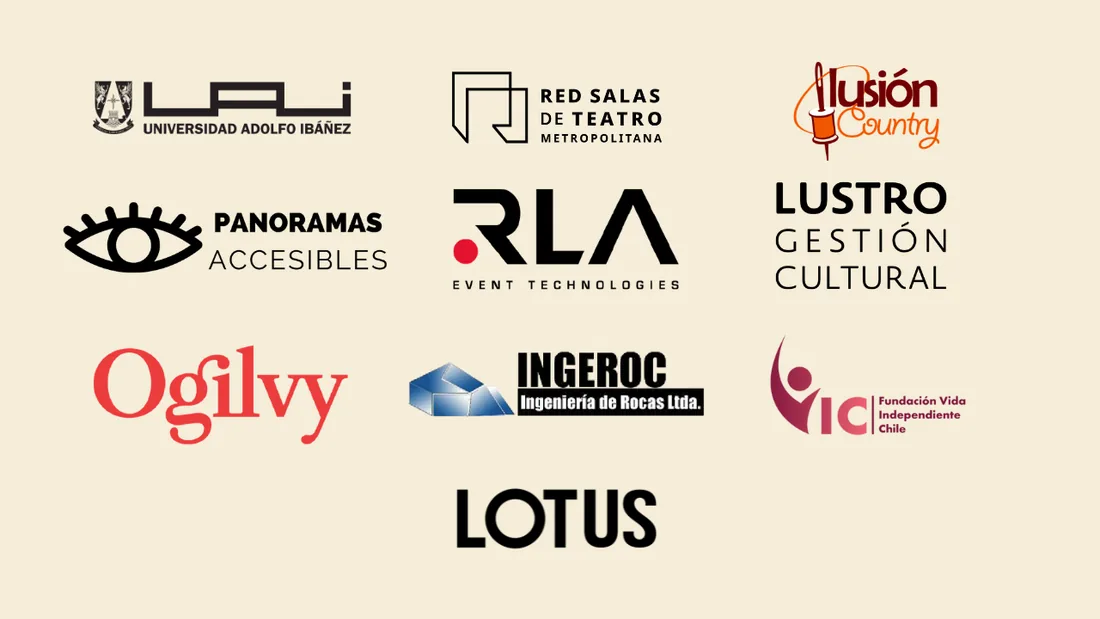 UAi
UNIVERSIDAD ADOLFO IBÁÑEZ
RED SALAS
DE TEATRO
METROPOLITANA
Ilusión
Country
PANORAMAS
ACCESIBLES
RLA
EVENT TECHNOLOGIES
LUSTRO
GESTIÓN
CULTURAL
Ogilvy
INGEROC
Ingeniería de Rocas Ltda.
VIC
Fundación Vida
Independiente
Chile
LOTUS